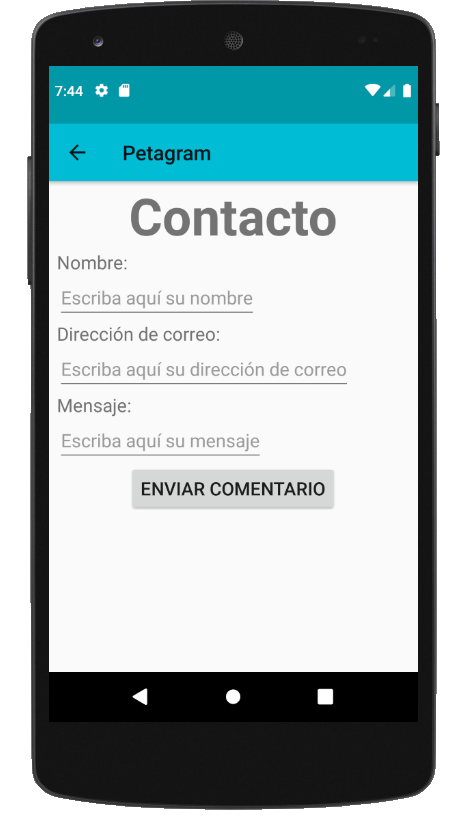 7:44
Petagram
Contacto
Nombre:
Escriba aquí su nombre
Dirección de correo:
Escriba aquí su dirección de correo
Mensaje:
Escriba aquí su mensaje
ENVIAR COMENTARIO